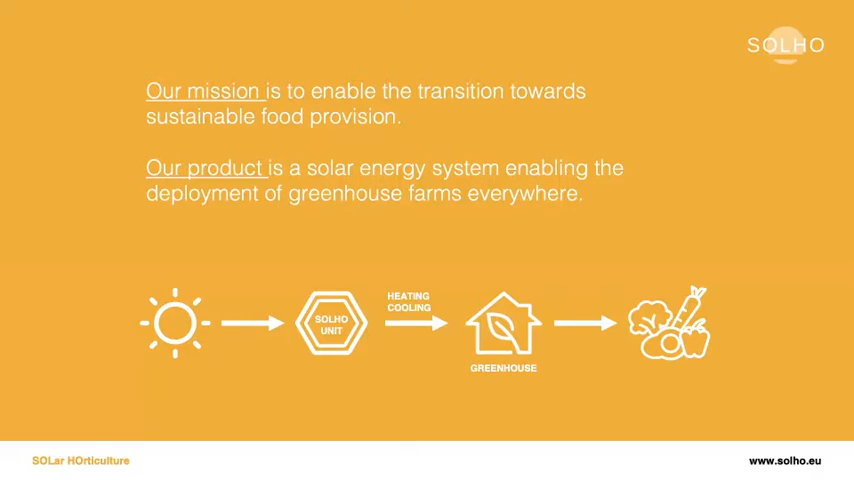 SOLHO
Our mission is to enable the transition towards
sustainable food provision.
Our product is a solar energy system enabling the
deployment of greenhouse farms everywhere.
SOLHO
UNIT
HEATING
COOLING
GREENHOUSE
SOLar HOrticulture
www.solho.eu